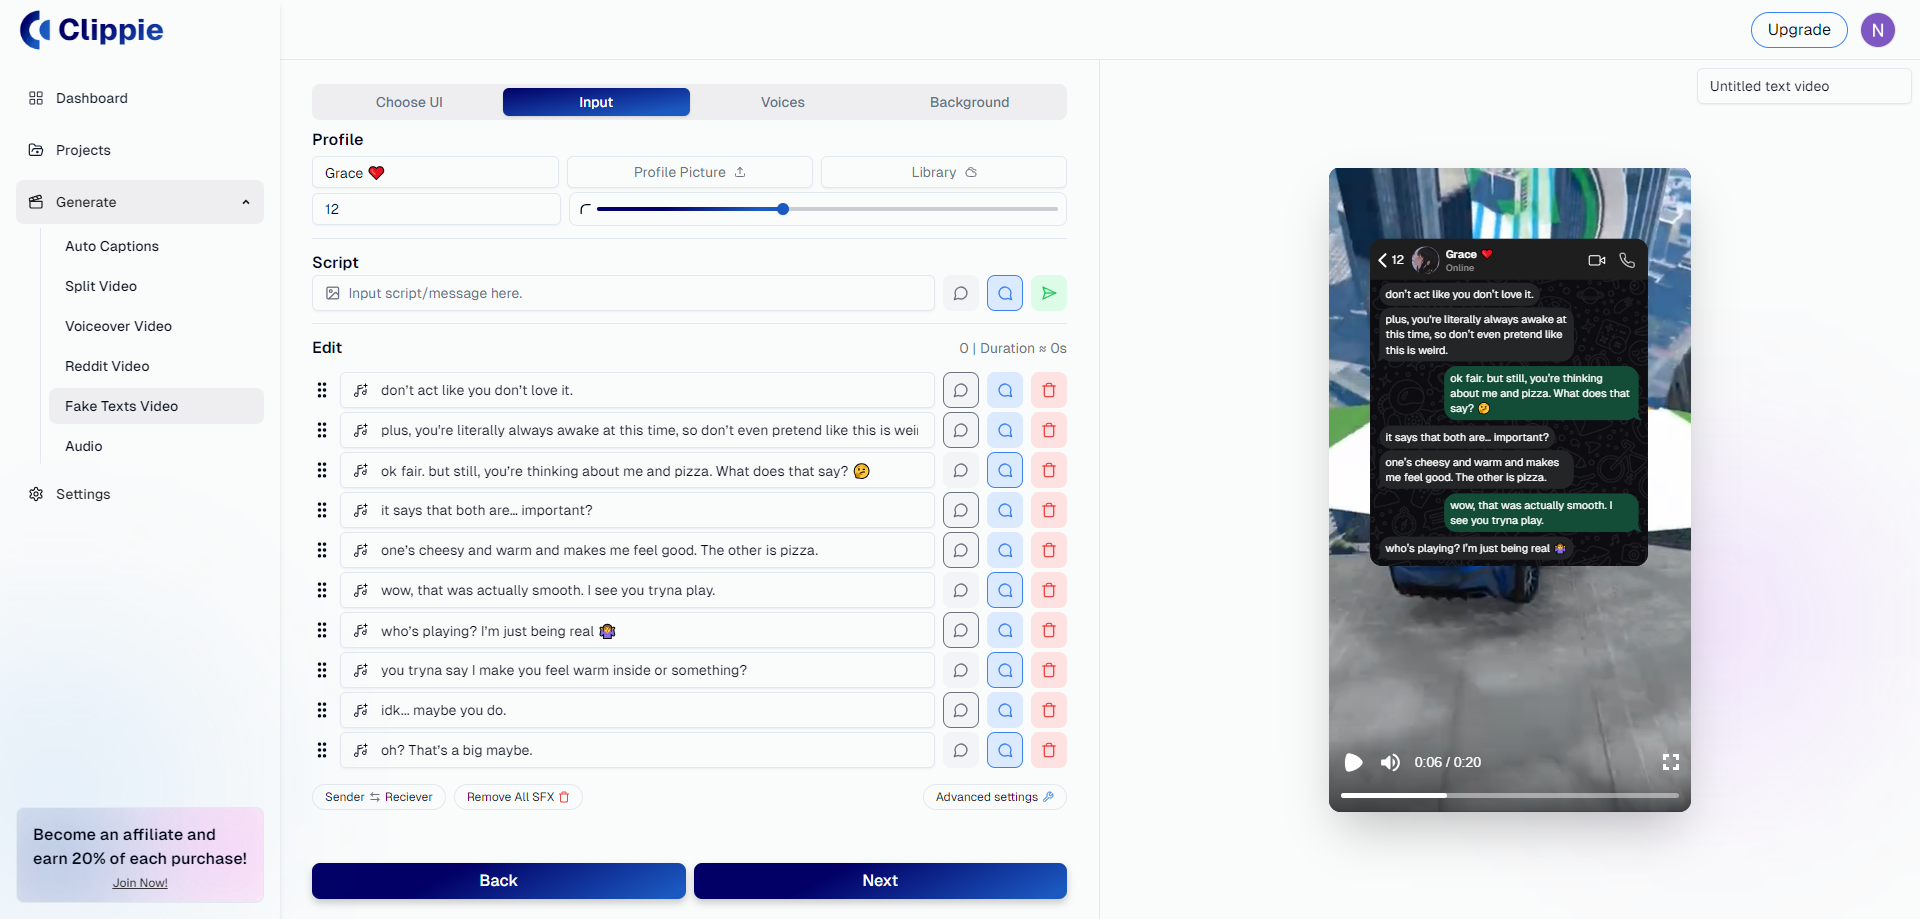 Clippie
Upgrade
N
Dashboard
Projects
Generate
Auto Captions
Split Video
Voiceover Video
Reddit Video
Fake Texts Video
Audio
Settings
Become an affiliate and
earn 20% of each purchase!
Join Now!
Choose UI
Input
Voices
Background
Profile
Grace ❤️
Profile Picture
Library
12
Script
Input script/message here.
Edit
0 | Duration ≈ 0s
don’t act like you don’t love it.
plus, you're literally always awake at this time, so don’t even pretend like this is weir
ok fair. but still, you’re thinking about me and pizza. What does that say? 🤔
it says that both are… important?
one’s cheesy and warm and makes me feel good. The other is pizza.
wow, that was actually smooth. I see you tryna play.
who’s playing? I’m just being real 🤷🏽‍♀️
you tryna say I make you feel warm inside or something?
idk… maybe you do.
oh? That’s a big maybe.
Sender ⇆ Reciever
Remove All SFX
Advanced settings
Back
Next
Untitled text video
12
Grace ❤️
Online
don’t act like you don’t love it.
plus, you're literally always awake at
this time, so don’t even pretend like
this is weird.
ok fair. but still, you’re thinking
about me and pizza. What does that
say? 🤔
it says that both are… important?
one’s cheesy and warm and makes
me feel good. The other is pizza.
wow, that was actually smooth. I
see you tryna play.
who’s playing? I’m just being real 🤷🏽‍♀️
0:06 / 0:20